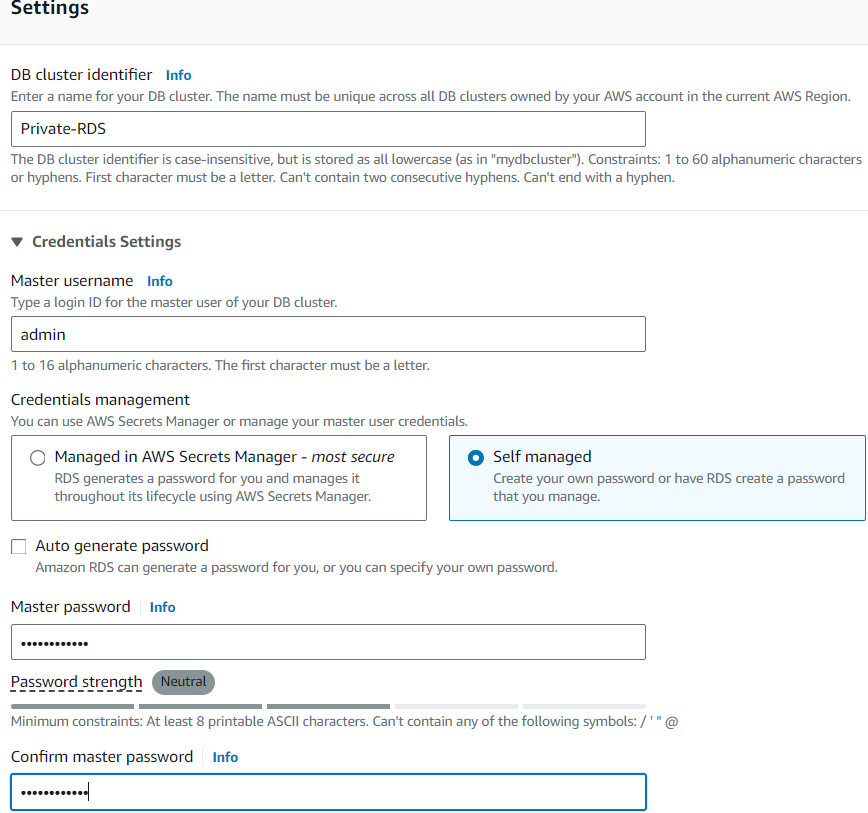 Settings
DB cluster identifier Info
Enter a name for your DB cluster. The name must be unique across all DB clusters owned by your AWS account in the current AWS Region.
Private-RDS
The DB cluster identifier is case-insensitive, but is stored as all lowercase (as in "mydbcluster"). Constraints: 1 to 60 alphanumeric characters
or hyphens. First character must be a letter. Can't contain two consecutive hyphens. Can't end with a hyphen.
Credentials Settings
Master username Info
Type a login ID for the master user of your DB cluster.
admin
1 to 16 alphanumeric characters. The first character must be a letter.
Credentials management
You can use AWS Secrets Manager or manage your master user credentials.
Managed in AWS Secrets Manager - most secure
RDS generates a password for you and manages it
throughout its lifecycle using AWS Secrets Manager.
Self managed
Create your own password or have RDS create a password
that you manage.
Auto generate password
Amazon RDS can generate a password for you, or you can specify your own password.
Master password Info
••••••••••••
Password strength Neutral
Minimum constraints: At least 8 printable ASCII characters. Can't contain any of the following symbols: / ' " @
Confirm master password Info
••••••••••••